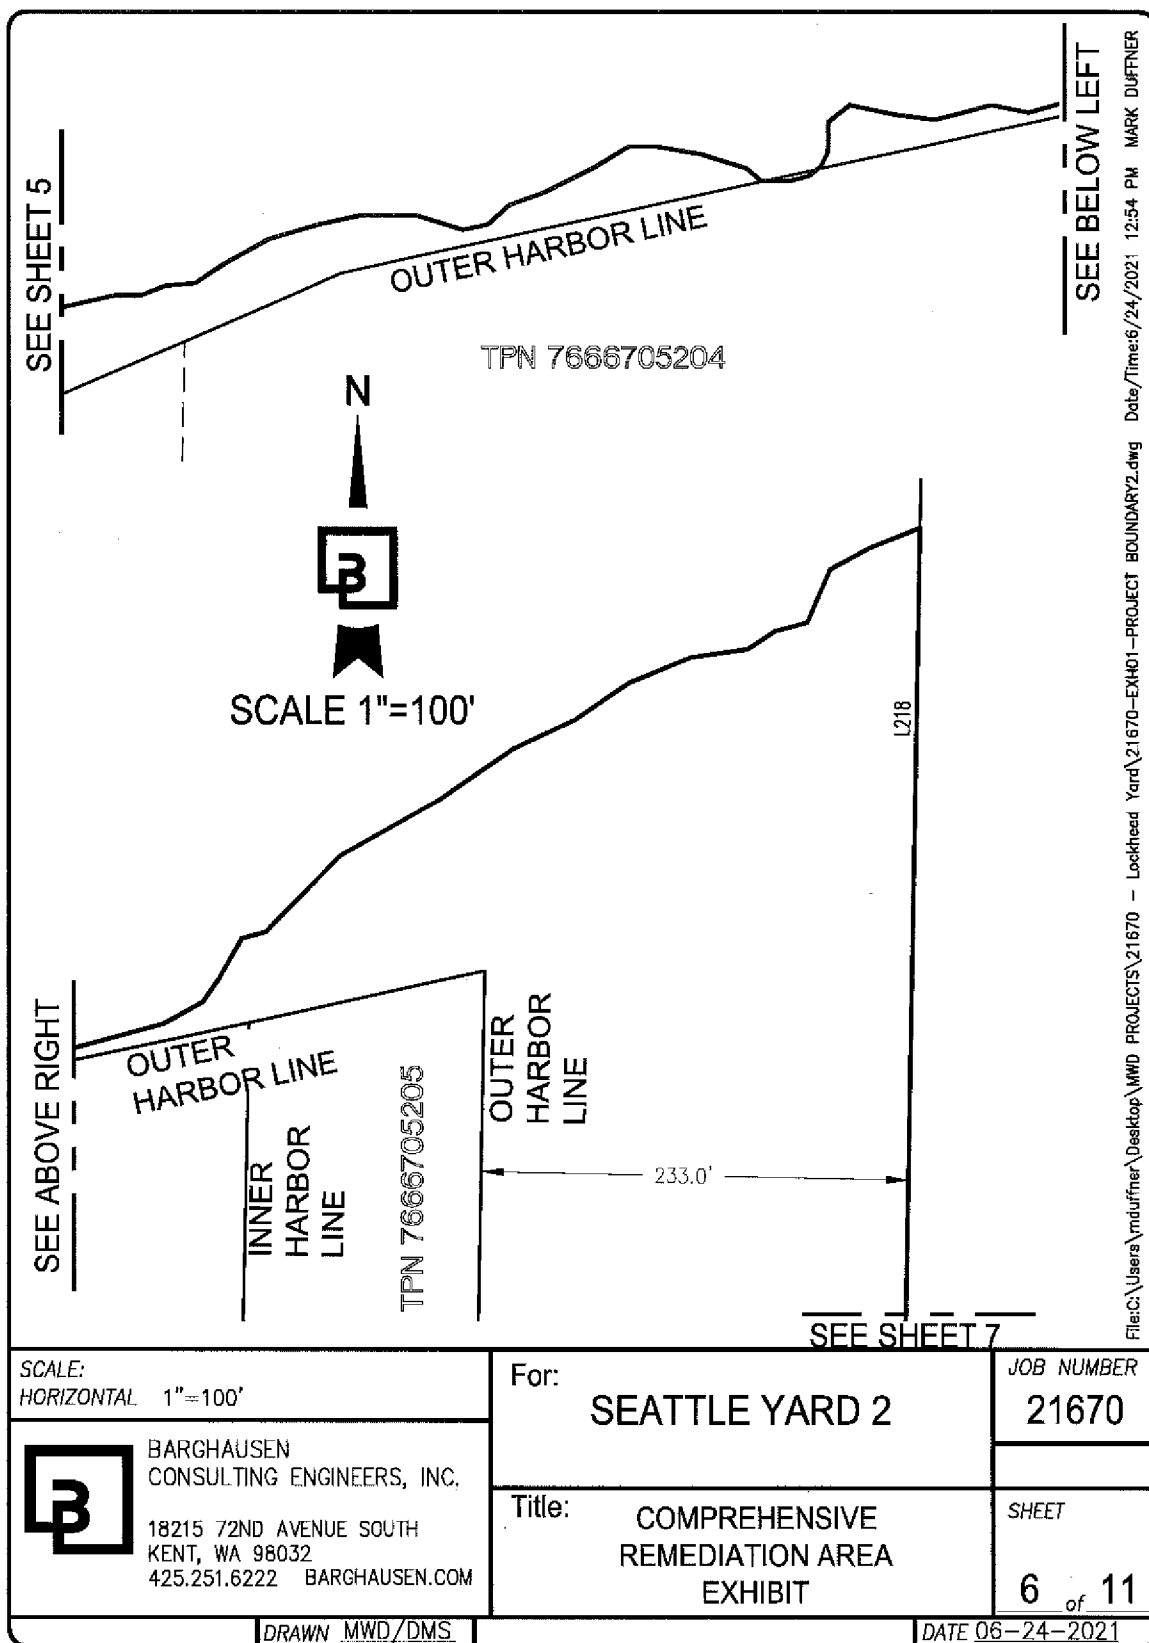 SEE SHEET 5
SEE BELOW LEFT
OUTER HARBOR LINE
TPN 7666705204
N
B
SCALE 1"=100'
L218
SEE ABOVE RIGHT
OUTER
HARBOR LINE
INNER
HARBOR
LINE
TPN 7666705205
OUTER
HARBOR
LINE
233.0'
SEE SHEET 7
File:C:\Users\mduffner\Desktop\MWD PROJECTS\21670 - Lockheed Yard\21670-EXH01-PROJECT BOUNDARY2.dwg Date/Time:6/24/2021 12:54 PM MARK DUFFNER
SCALE:
HORIZONTAL 1"=100'
B
BARGHAUSEN
CONSULTING ENGINEERS, INC.
18215 72ND AVENUE SOUTH
KENT, WA 98032
425.251.6222 BARGHAUSEN.COM
For:
SEATTLE YARD 2
Title:
COMPREHENSIVE
REMEDIATION AREA
EXHIBIT
JOB NUMBER
21670
SHEET
6 of 11
DRAWN MWD/DMS
DATE 06-24-2021